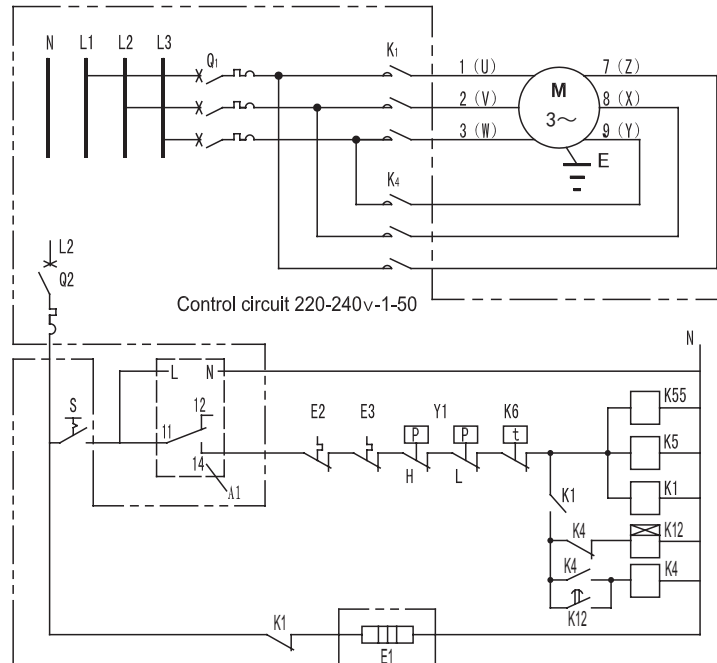 N L1 L2 L3
Q1
K1
1 (U)
7 (Z)
M
3~
2 (V)
8 (X)
3 (W)
9 (Y)
E
K4
L2
Q2
Control circuit 220-240v-1-50
N
L N
S
12
11
14
A1
E2 E3 Y1 K6
P P t
H L
K55
K5
K1
K1
K4
K12
K4
K4
K12
K1
E1